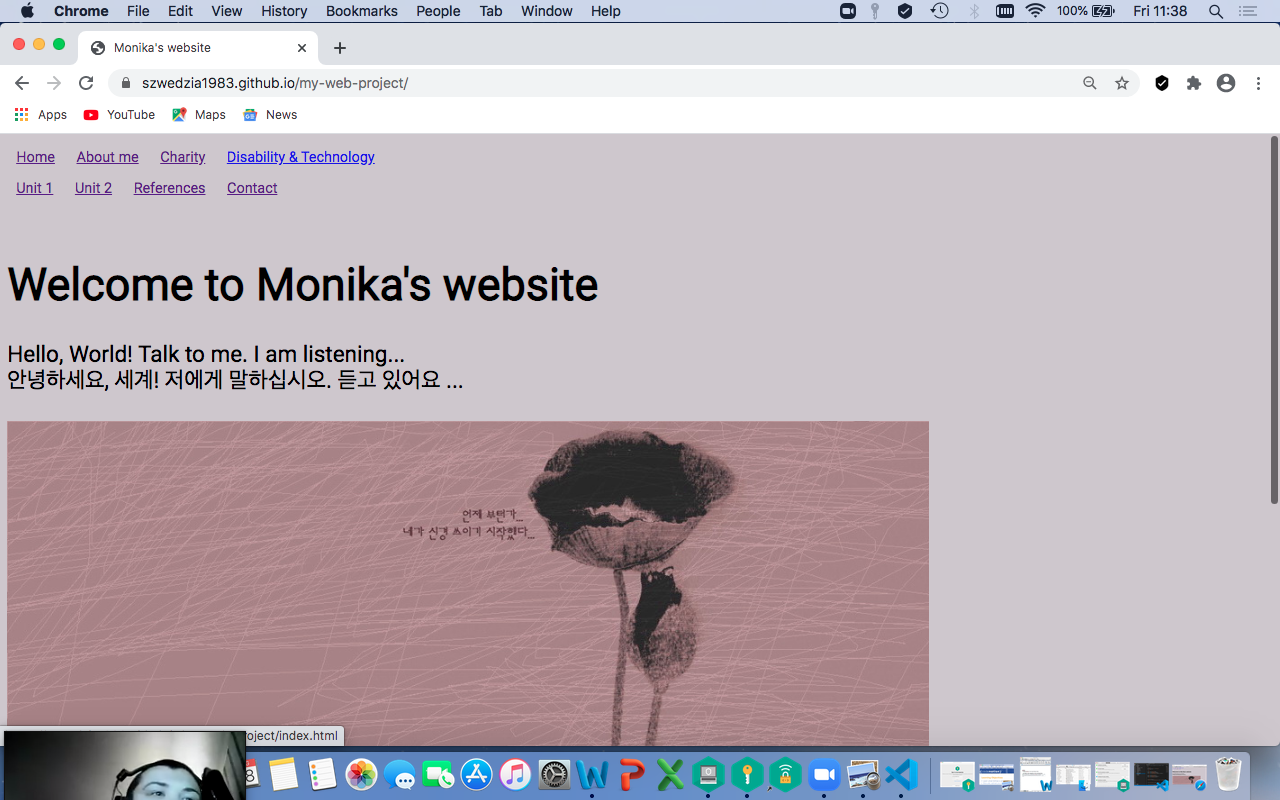 Chrome File Edit View History Bookmarks People Tab Window Help 100% Fri 11:38
Monika's website
szwedzia1983.github.io/my-web-project/
Apps YouTube Maps News
Home About me Charity Disability & Technology
Unit 1 Unit 2 References Contact
Welcome to Monika's website
Hello, World! Talk to me. I am listening...
안녕하세요, 세계! 저에게 말하십시오. 듣고 있어요 ...
언제 부턴가...
네가 신경 쓰이기 시작했다...
oject/index.html